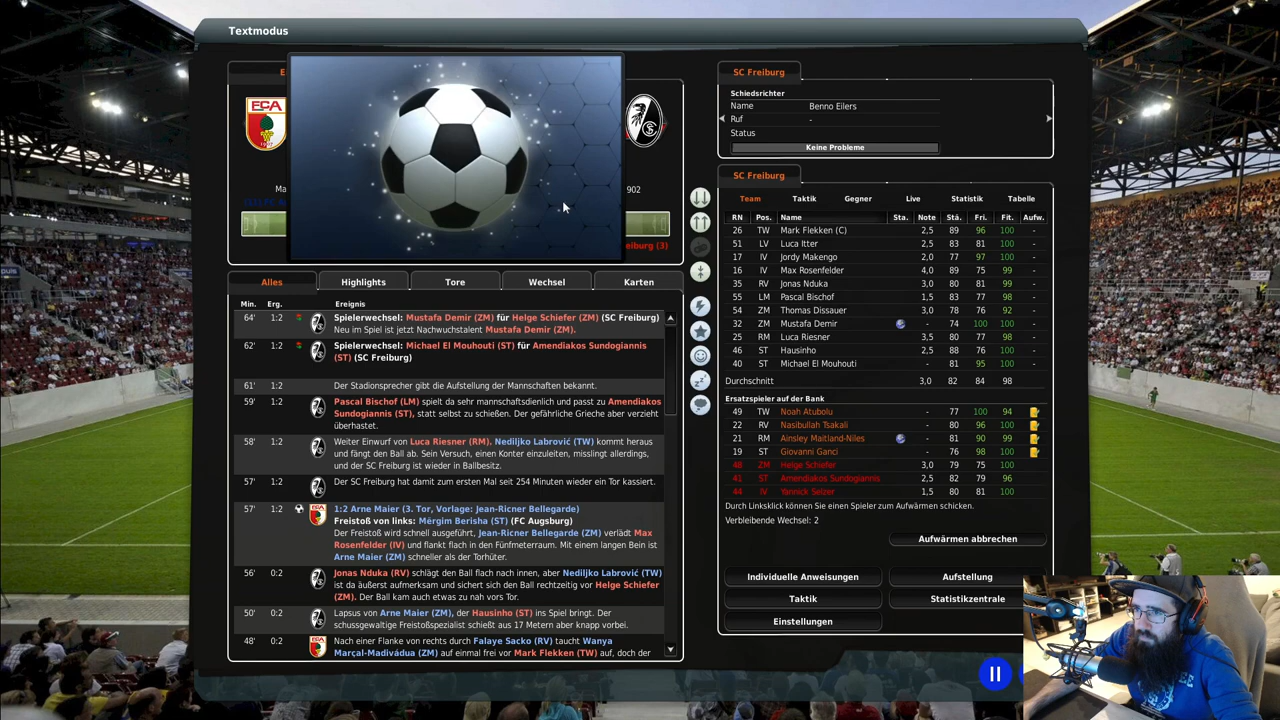 Textmodus
E
FCA
1907
Ma
902
eiburg (3)
Alles Highlights Tore Wechsel Karten
Min. Erg. Ereignis
64' 1:2 Spielerwechsel: Mustafa Demir (ZM) für Helge Schiefer (ZM) (SC Freiburg)
Neu im Spiel ist jetzt Nachwuchstalent Mustafa Demir (ZM).
62' 1:2 Spielerwechsel: Michael El Mouhouti (ST) für Amendiakos Sundogiannis
(ST) (SC Freiburg)
61' 1:2 Der Stadionsprecher gibt die Aufstellung der Mannschaften bekannt.
59' 1:2 Pascal Bischof (LM) spielt da sehr mannschaftsdienlich und passt zu Amendiakos
Sundogiannis (ST), statt selbst zu schießen. Der gefährliche Grieche aber verzieht
überhastet.
58' 1:2 Weiter Einwurf von Luca Riesner (RM). Nediljko Labrović (TW) kommt heraus
und fängt den Ball ab. Sein Versuch, einen Konter einzuleiten, misslingt allerdings,
und der SC Freiburg ist wieder in Ballbesitz.
57' 1:2 Der SC Freiburg hat damit zum ersten Mal seit 254 Minuten wieder ein Tor kassiert.
57' 1:2 1:2 Arne Maier (3. Tor, Vorlage: Jean-Ricner Bellegarde)
Freistoß von links: Mërgim Berisha (ST) (FC Augsburg)
Der Freistoß wird schnell ausgeführt, Jean-Ricner Bellegarde (ZM) verlädt Max
Rosenfelder (IV) und flankt flach in den Fünfmeterraum. Mit einem langen Bein ist
Arne Maier (ZM) schneller als der Torhüter.
56' 0:2 Jonas Nduka (RV) schlägt den Ball flach nach innen, aber Nediljko Labrović (TW)
ist da äußerst aufmerksam und sichert sich den Ball rechtzeitig vor Helge Schiefer
(ZM). Der Ball kam auch etwas zu nah vors Tor.
50' 0:2 Lapsus von Arne Maier (ZM), der Hausinho (ST) ins Spiel bringt. Der
schussgewaltige Freistoßspezialist schießt aus 17 Metern aber knapp vorbei.
48' 0:2 Nach einer Flanke von rechts durch Falaye Sacko (RV) taucht Wanya
Marçal-Madivádua (ZM) auf einmal frei vor Mark Flekken (TW) auf, doch der
SC Freiburg
Schiedsrichter
Name Benno Eilers
Ruf -
Status
Keine Probleme
SC Freiburg
Team Taktik Gegner Live Statistik Tabelle
RN Pos. Name Sta. Note Stä. Fri. Fit. Aufw.
26 TW Mark Flekken (C) 2,5 89 96 100 -
51 LV Luca Itter 2,5 83 81 100 -
17 IV Jordy Makengo 2,0 77 97 100 -
16 IV Max Rosenfelder 4,0 89 75 99 -
35 RV Jonas Nduka 3,0 80 81 99 -
55 LM Pascal Bischof 1,5 83 77 98 -
54 ZM Thomas Dissauer 3,0 78 76 92 -
32 ZM Mustafa Demir - 74 100 100 -
25 RM Luca Riesner 3,5 80 77 98 -
46 ST Hausinho 2,5 88 76 100 -
40 ST Michael El Mouhouti - 81 95 100 -
Durchschnitt 3,0 82 84 98
Ersatzspieler auf der Bank
49 TW Noah Atubolu - 77 100 94
22 RV Nasibullah Tsakali - 80 96 100
21 RM Ainsley Maitland-Niles - 81 90 99
19 ST Giovanni Ganci - 76 98 100
48 ZM Helge Schiefer 3,0 79 75 100
41 ST Amendiakos Sundogiannis 2,5 82 79 96
44 IV Yannick Selzer 1,5 80 81 100
Durch Linksklick können Sie einen Spieler zum Aufwärmen schicken.
Verbleibende Wechsel: 2
Aufwärmen abbrechen
Individuelle Anweisungen Aufstellung
Taktik Statistikzentrale
Einstellungen